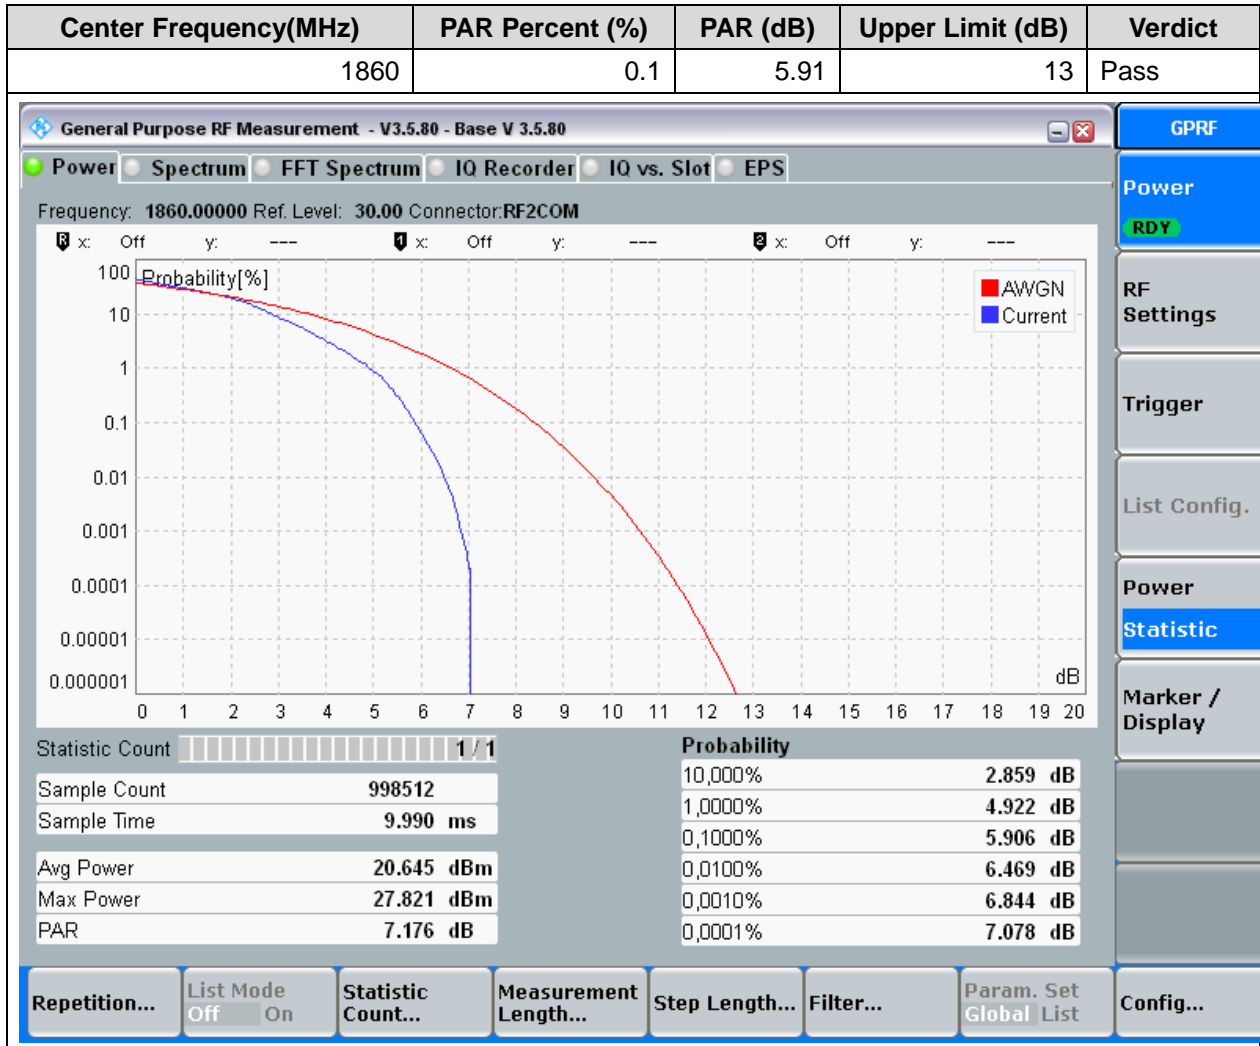 Center Frequency(MHz) PAR Percent (%) PAR (dB) Upper Limit (dB) Verdict
1860 0.1 5.91 13 Pass
General Purpose RF Measurement - V3.5.80 - Base V 3.5.80
GPRF
Power Spectrum FFT Spectrum IQ Recorder IQ vs. Slot EPS
Power
RDY
Frequency: 1860.00000 Ref. Level: 30.00 Connector:RF2COM
R x: Off y: --- 1 x: Off y: --- 2 x: Off y: ---
Probability[%]
100
10
1
0.1
0.01
0.001
0.0001
0.00001
0.000001
AWGN
Current
dB
0 1 2 3 4 5 6 7 8 9 10 11 12 13 14 15 16 17 18 19 20
RF
Settings
Trigger
List Config.
Power
Statistic
Marker /
Display
Statistic Count 1 / 1
Sample Count 998512
Sample Time 9.990 ms
Avg Power 20.645 dBm
Max Power 27.821 dBm
PAR 7.176 dB
Probability
10,000% 2.859 dB
1,0000% 4.922 dB
0,1000% 5.906 dB
0,0100% 6.469 dB
0,0010% 6.844 dB
0,0001% 7.078 dB
Repetition...
List Mode
Off On
Statistic
Count...
Measurement
Length...
Step Length...
Filter...
Param. Set
Global List
Config...